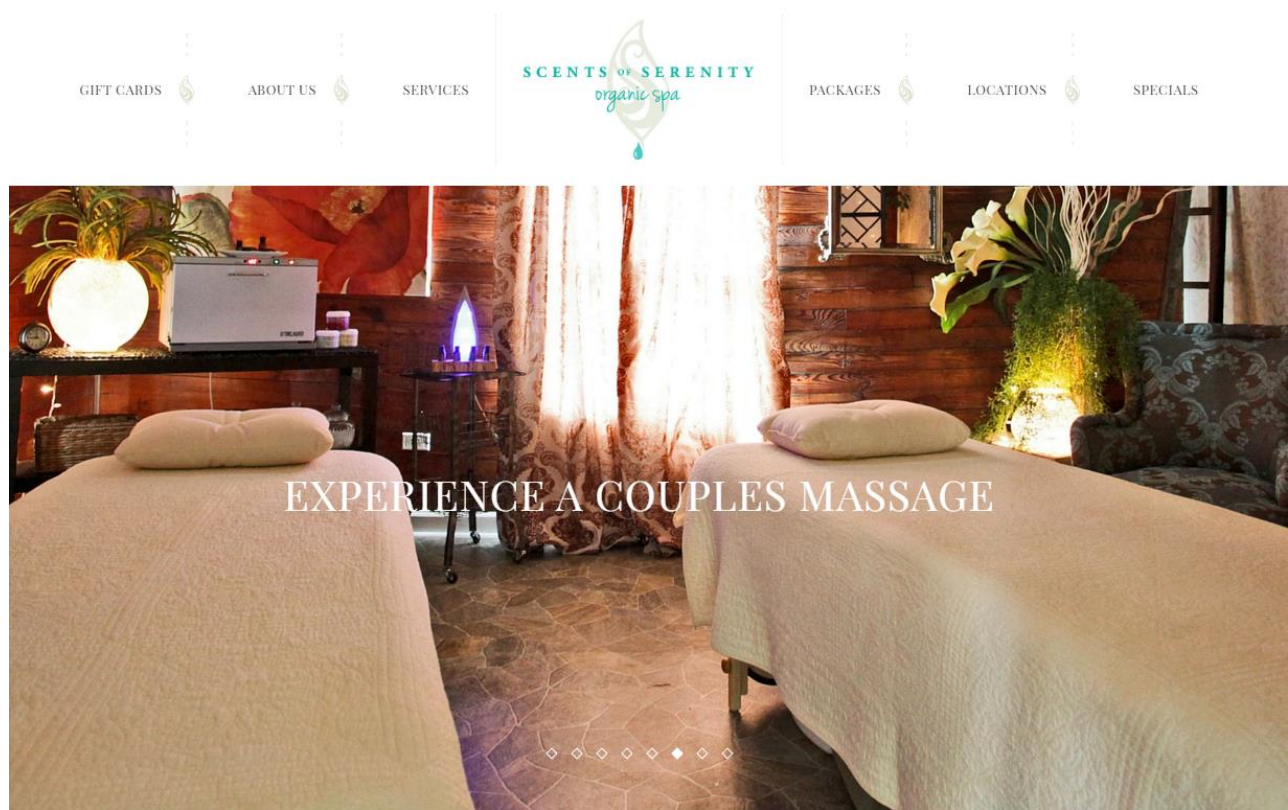 GIFT CARDS
ABOUT US
SERVICES
SCENTS OF SERENITY
organic spa
PACKAGES
LOCATIONS
SPECIALS
EXPERIENCE A COUPLES MASSAGE